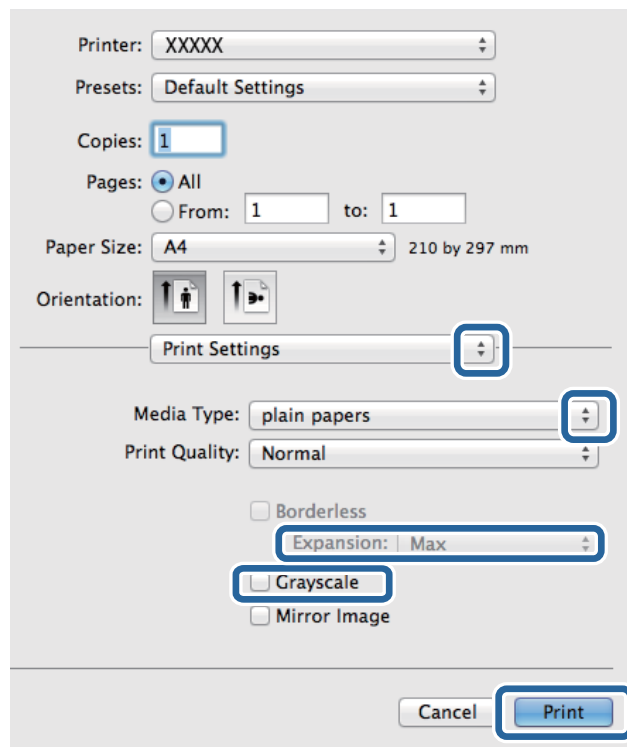 Printer: XXXXX
Presets: Default Settings
Copies: 1
Pages: All
From: 1 to: 1
Paper Size: A4 210 by 297 mm
Orientation:
Print Settings
Media Type: plain papers
Print Quality: Normal
Borderless
Expansion: Max
Grayscale
Mirror Image
Cancel Print